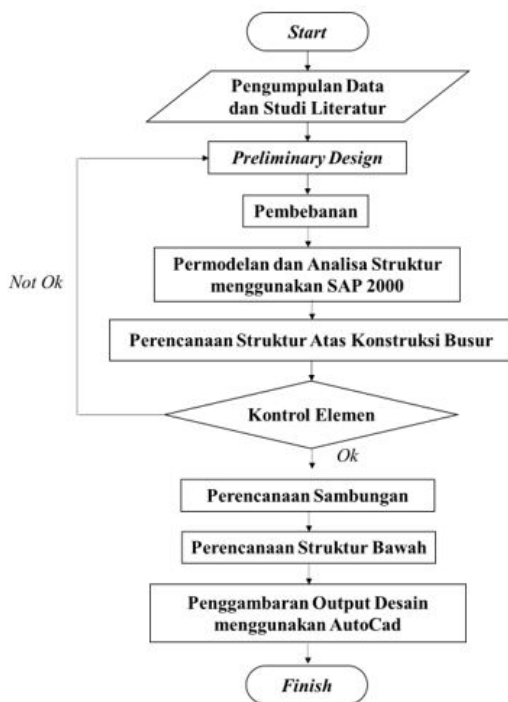 Start
Pengumpulan Data
dan Studi Literatur
Preliminary Design
Pembebanan
Permodelan dan Analisa Struktur
menggunakan SAP 2000
Not Ok
Perencanaan Struktur Atas Konstruksi Busur
Kontrol Elemen
Ok
Perencanaan Sambungan
Perencanaan Struktur Bawah
Penggambaran Output Desain
menggunakan AutoCad
Finish